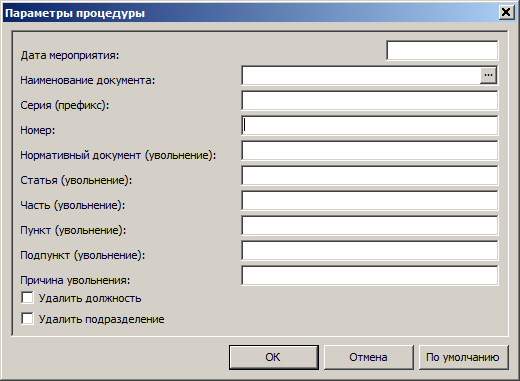 Параметры процедуры
Дата мероприятия:
Наименование документа:
...
Серия (префикс):
Номер:
Нормативный документ (увольнение):
Статья (увольнение):
Часть (увольнение):
Пункт (увольнение):
Подпункт (увольнение):
Причина увольнения:
Удалить должность
Удалить подразделение
ОК
Отмена
По умолчанию